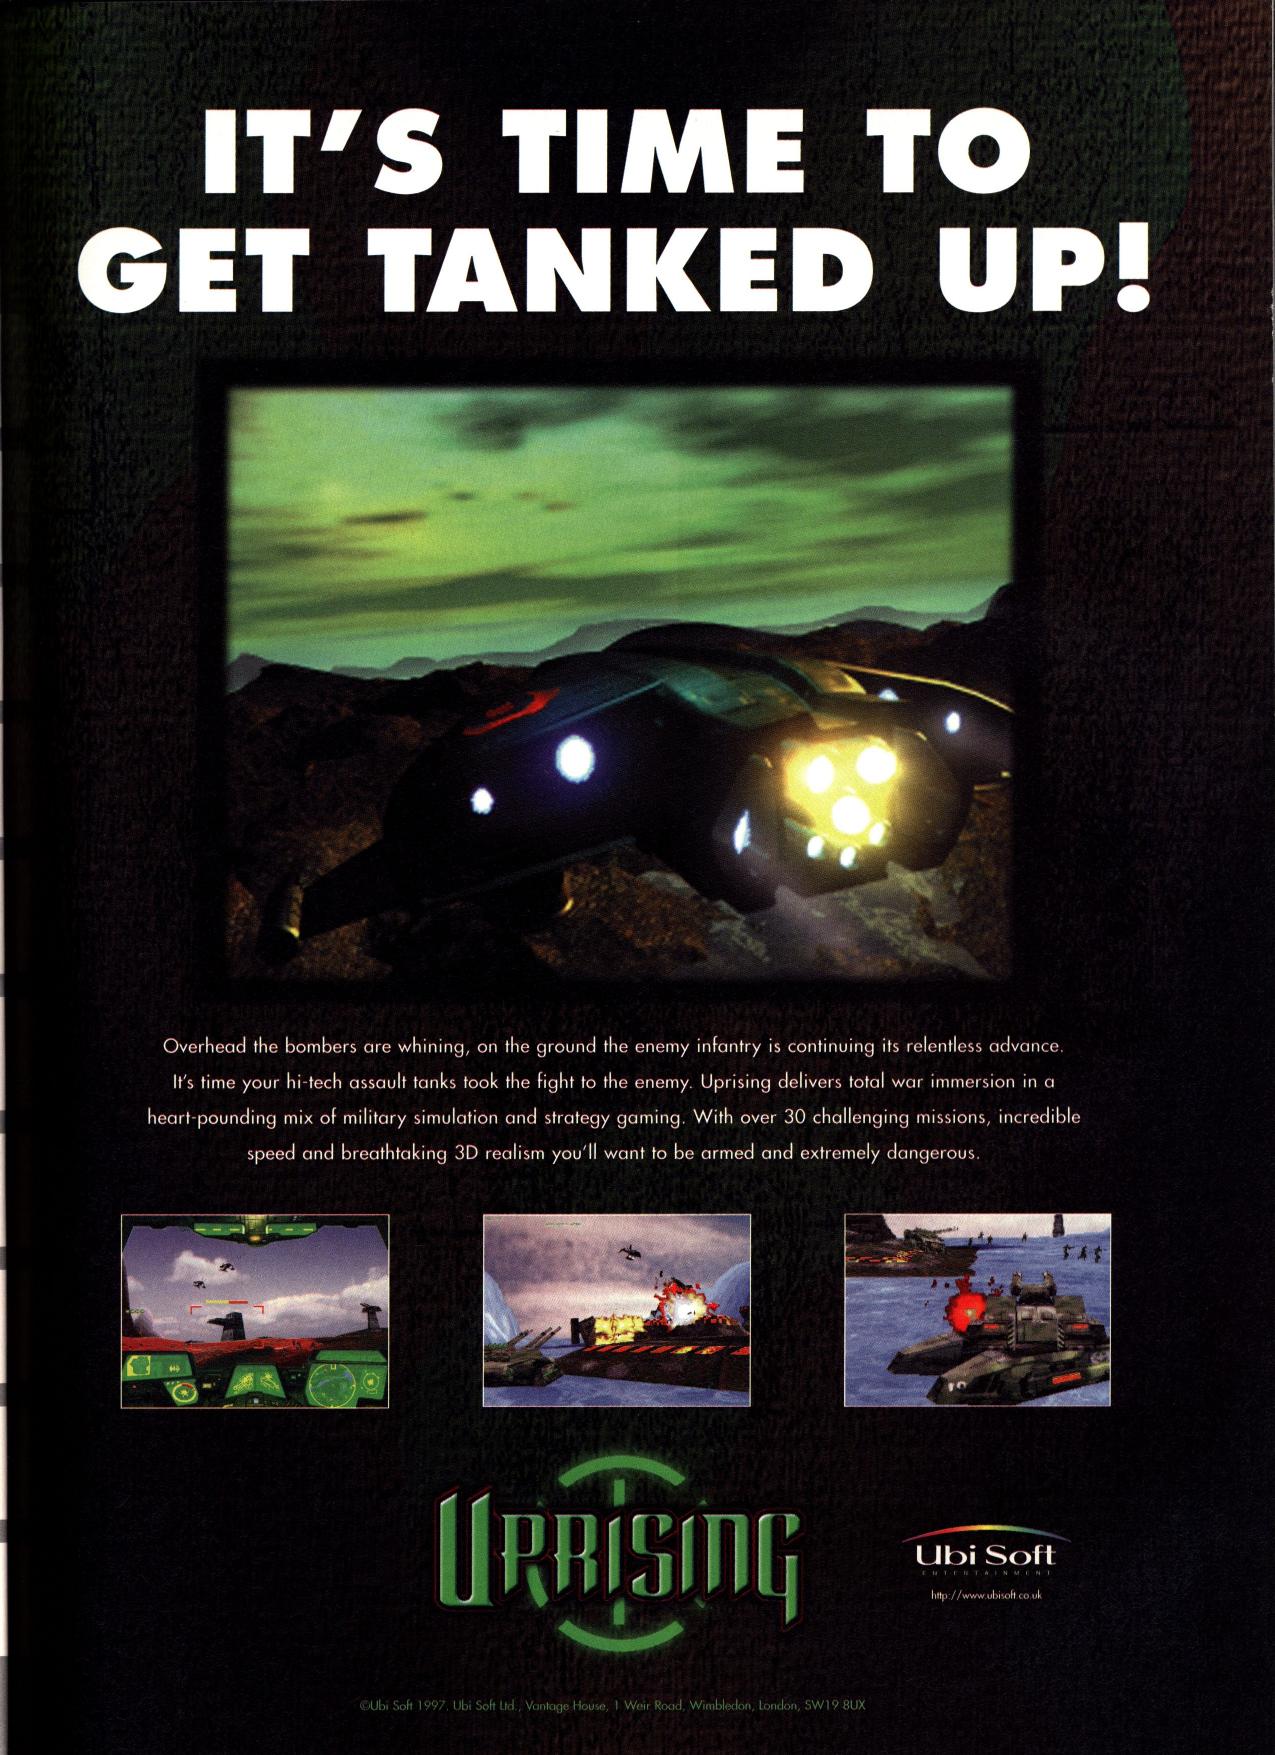 IT'S TIME TO
GET TANKED UP!
Overhead the bombers are whining, on the ground the enemy infantry is continuing its relentless advance.
It's time your hi-tech assault tanks took the fight to the enemy. Uprising delivers total war immersion in a
heart-pounding mix of military simulation and strategy gaming. With over 30 challenging missions, incredible
speed and breathtaking 3D realism you'll want to be armed and extremely dangerous.
UPRISING
Ubi Soft
ENTERTAINMENT
http://www.ubisoft.co.uk
©Ubi Soft 1997. Ubi Soft Ltd., Vantage House, 1 Weir Road, Wimbledon, London, SW19 8UX